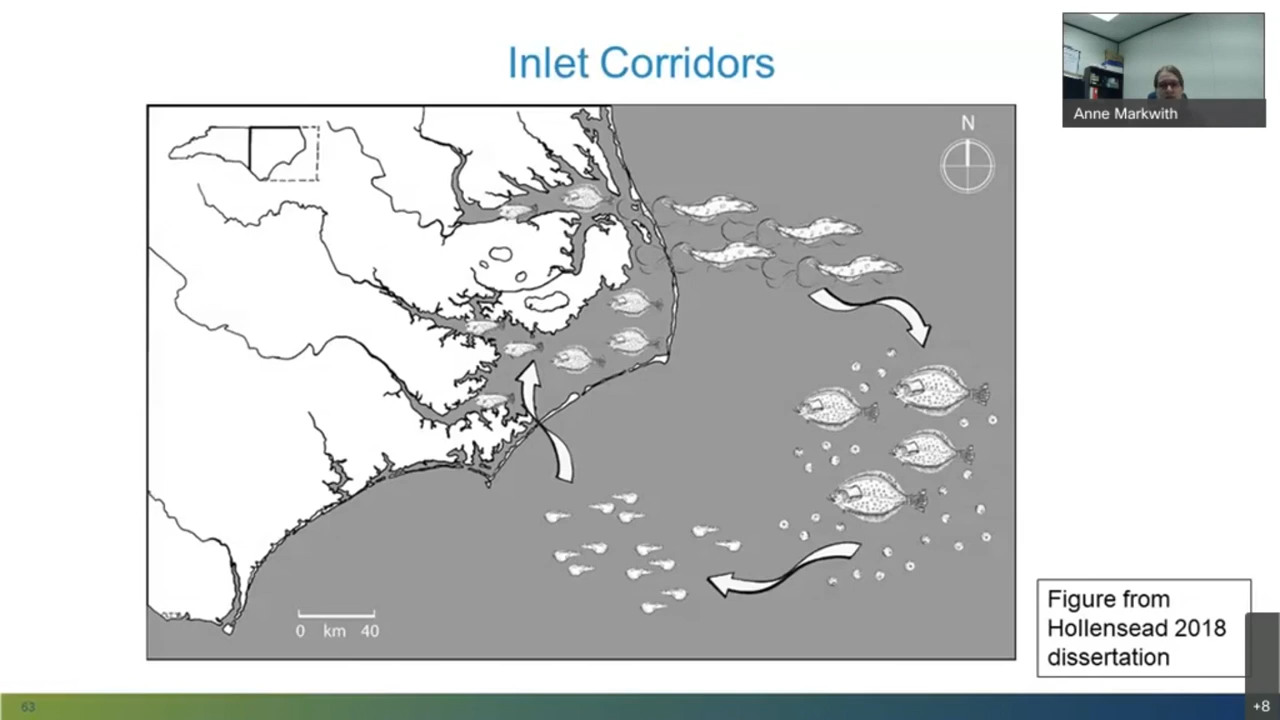 Inlet Corridors
Anne Markwith
N
0 km 40
Figure from
Hollensead 2018
dissertation
63
+8